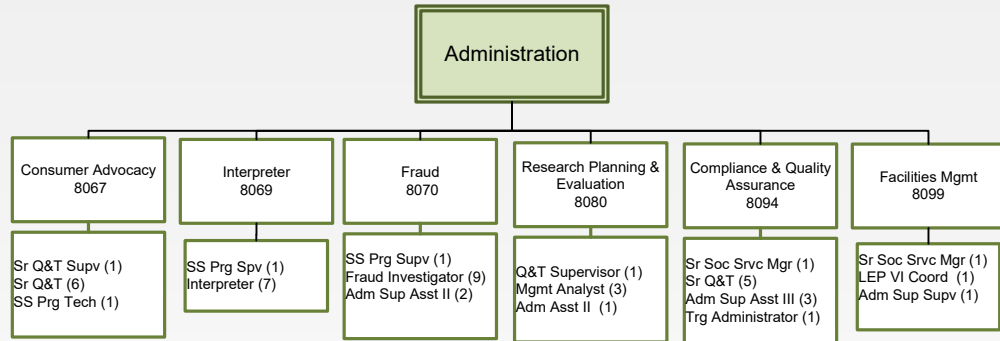 Administration
Consumer Advocacy
8067
Interpreter
8069
Fraud
8070
Research Planning &
Evaluation
8080
Compliance & Quality
Assurance
8094
Facilities Mgmt
8099
Sr Q&T Supv (1)
Sr Q&T (6)
SS Prg Tech (1)
SS Prg Spv (1)
Interpreter (7)
SS Prg Supv (1)
Fraud Investigator (9)
Adm Sup Asst II (2)
Q&T Supervisor (1)
Mgmt Analyst (3)
Adm Asst II (1)
Sr Soc Srvc Mgr (1)
Sr Q&T (5)
Adm Sup Asst III (3)
Trg Administrator (1)
Sr Soc Srvc Mgr (1)
LEP VI Coord (1)
Adm Sup Supv (1)